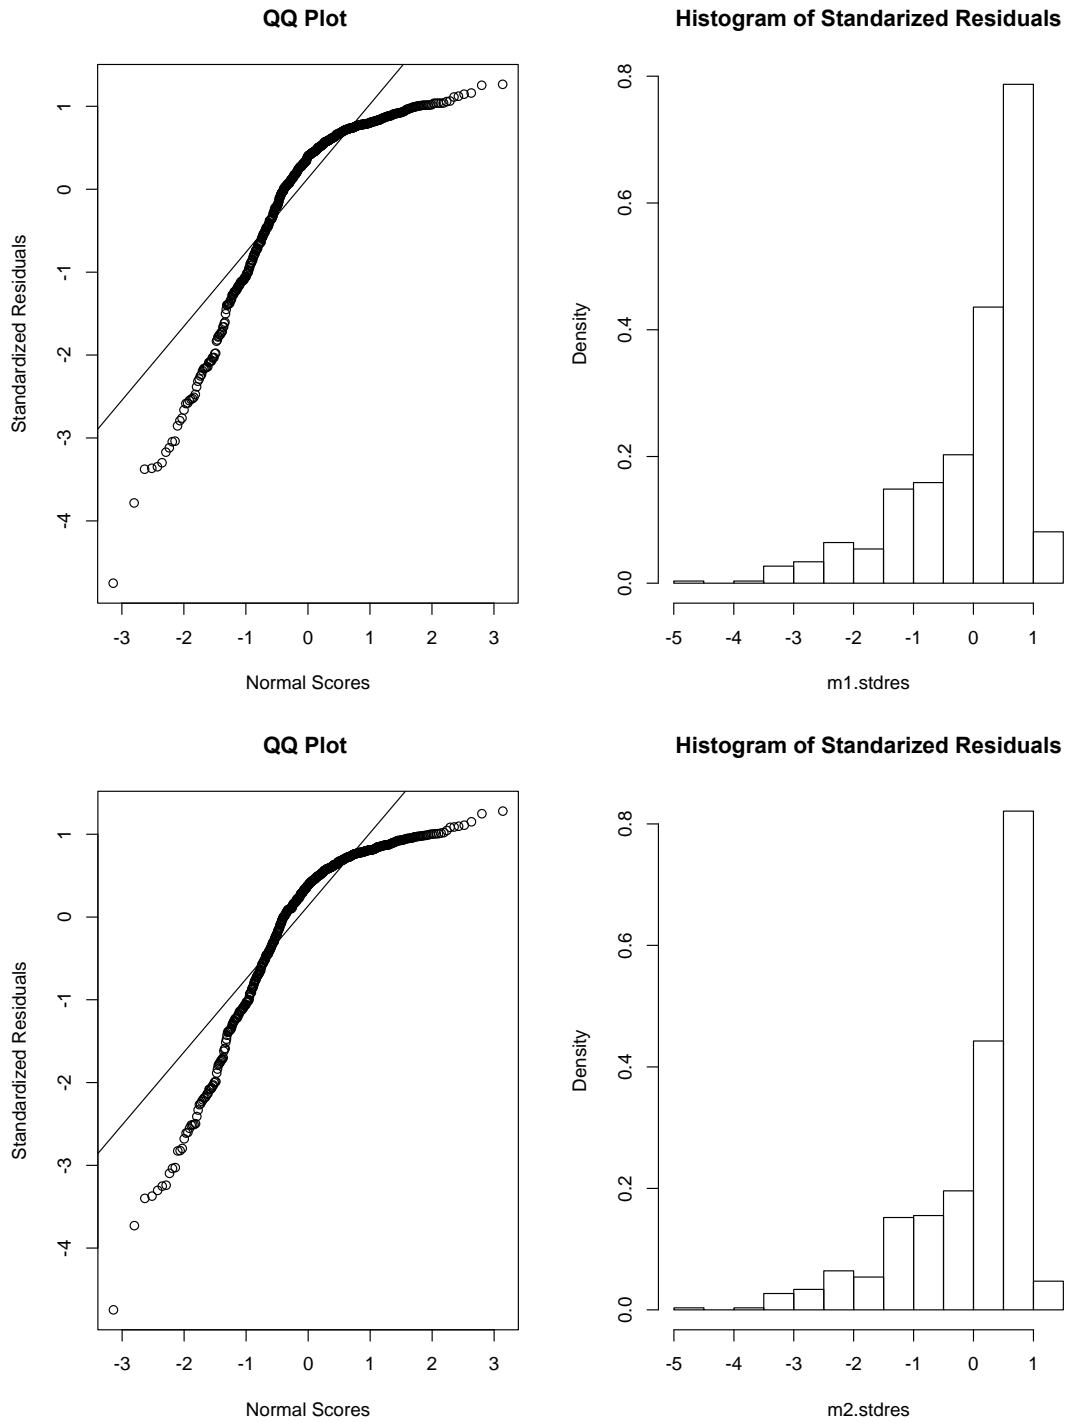 QQ Plot
Standardized Residuals
1
0
-1
-2
-3
-4
-3 -2 -1 0 1 2 3
Normal Scores
Histogram of Standarized Residuals
Density
0.8
0.6
0.4
0.2
0.0
-5 -4 -3 -2 -1 0 1
m1.stdres
QQ Plot
Standardized Residuals
1
0
-1
-2
-3
-4
-3 -2 -1 0 1 2 3
Normal Scores
Histogram of Standarized Residuals
Density
0.8
0.6
0.4
0.2
0.0
-5 -4 -3 -2 -1 0 1
m2.stdres